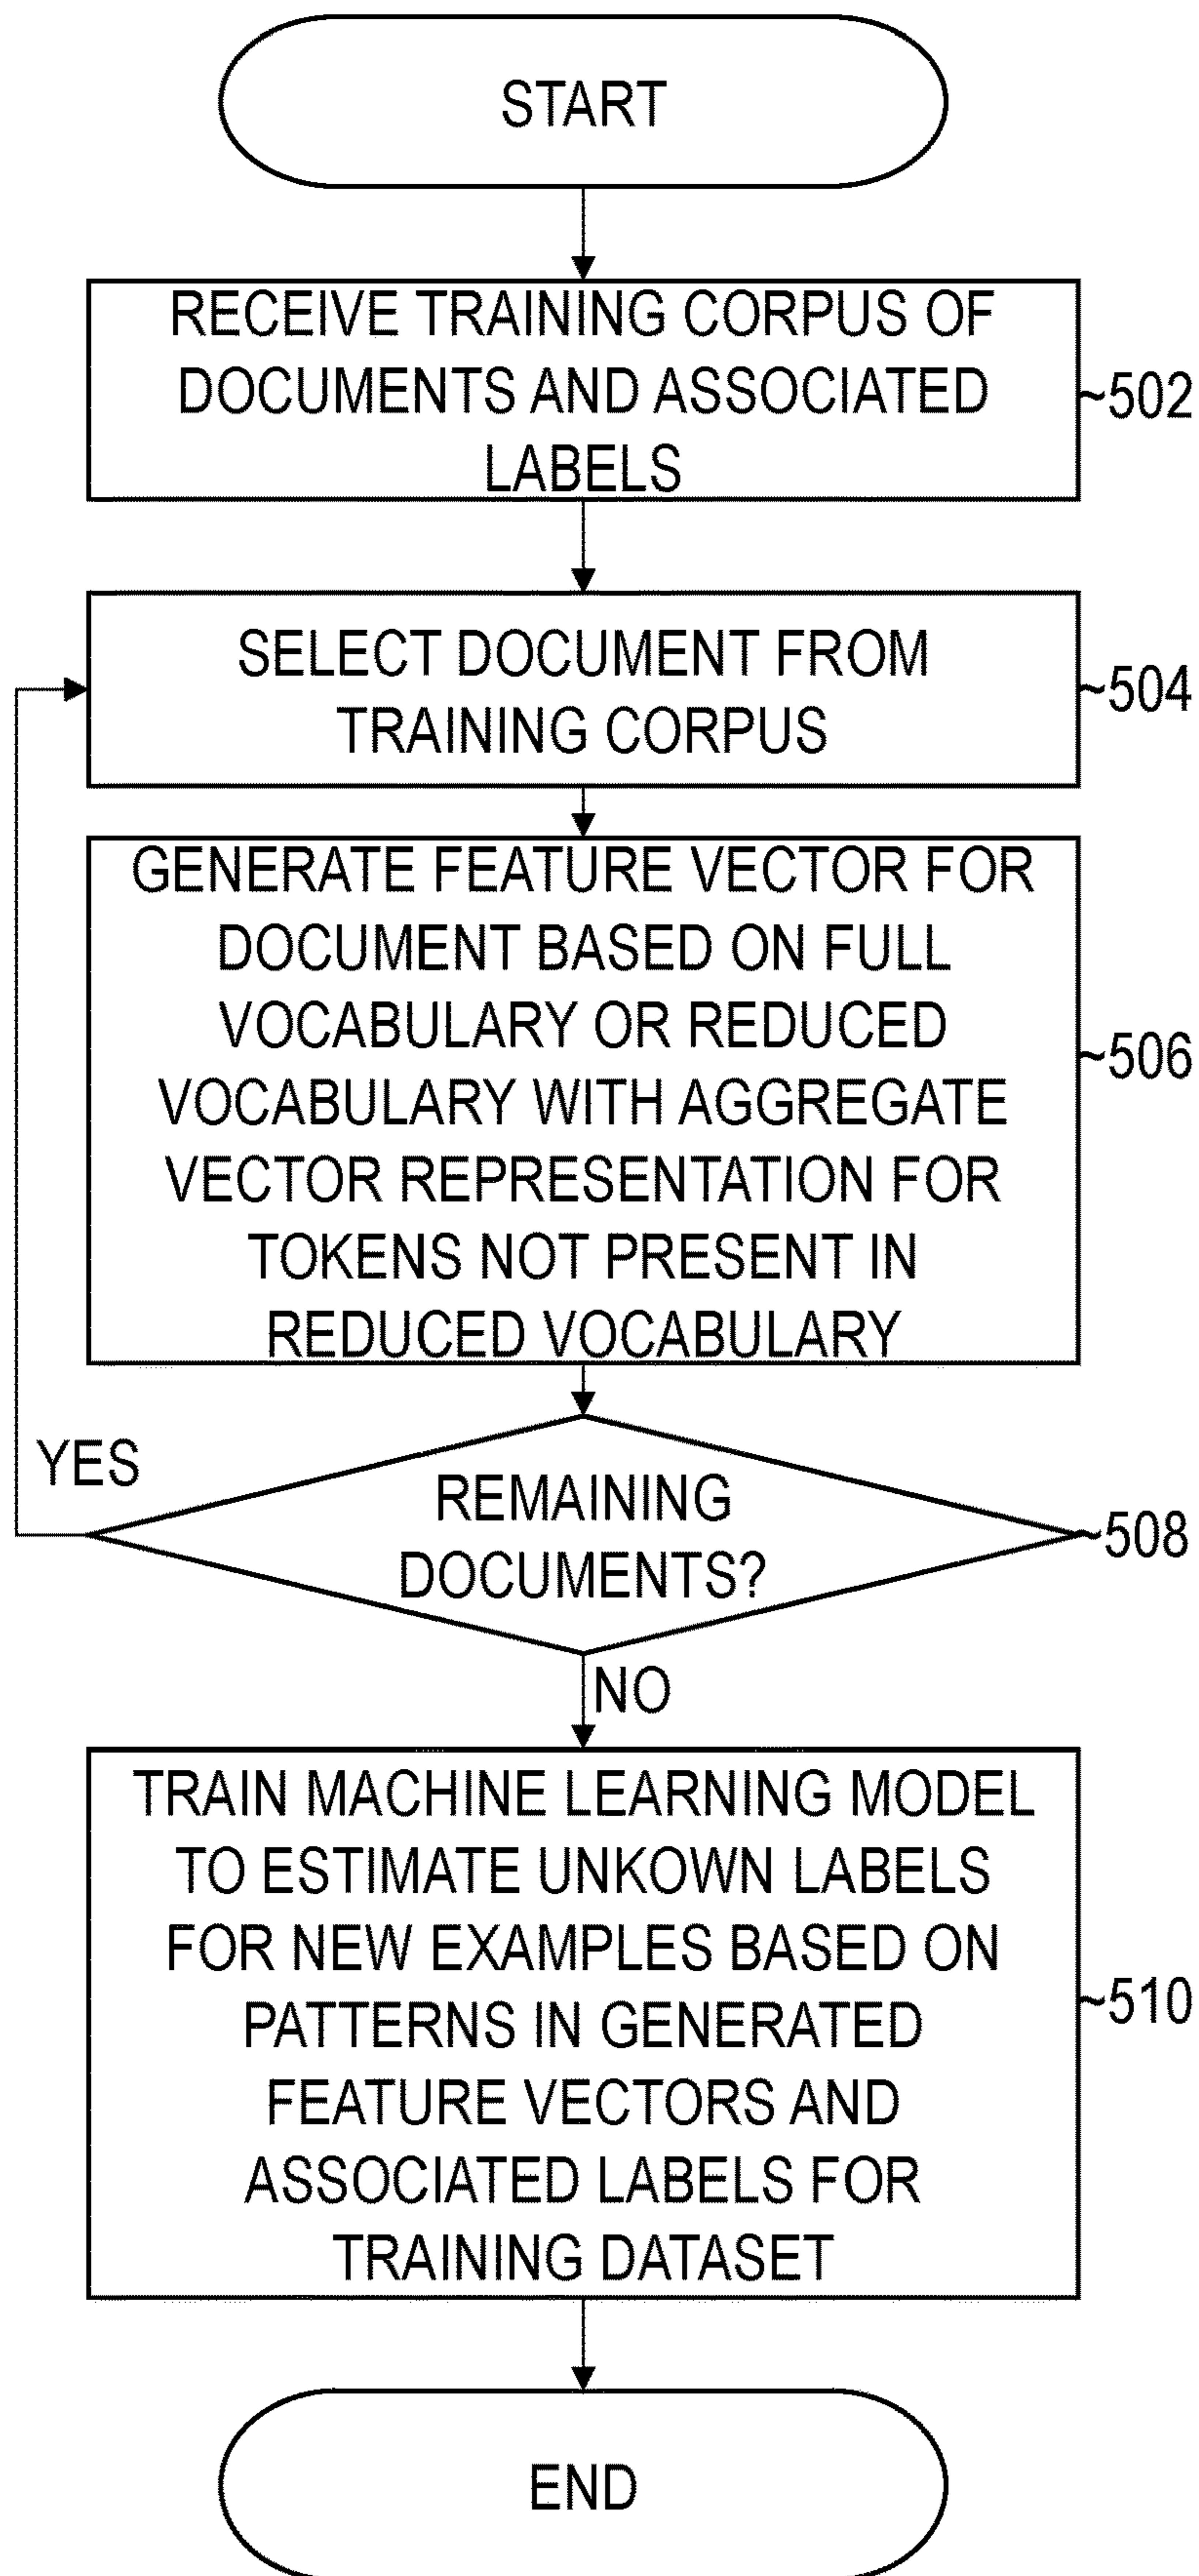 START
RECEIVE TRAINING CORPUS OF
DOCUMENTS AND ASSOCIATED
LABELS
~502
SELECT DOCUMENT FROM
TRAINING CORPUS
~504
GENERATE FEATURE VECTOR FOR
DOCUMENT BASED ON FULL
VOCABULARY OR REDUCED
VOCABULARY WITH AGGREGATE
VECTOR REPRESENTATION FOR
TOKENS NOT PRESENT IN
REDUCED VOCABULARY
~506
YES
REMAINING
DOCUMENTS?
~508
NO
TRAIN MACHINE LEARNING MODEL
TO ESTIMATE UNKOWN LABELS
FOR NEW EXAMPLES BASED ON
PATTERNS IN GENERATED
FEATURE VECTORS AND
ASSOCIATED LABELS FOR
TRAINING DATASET
~510
END